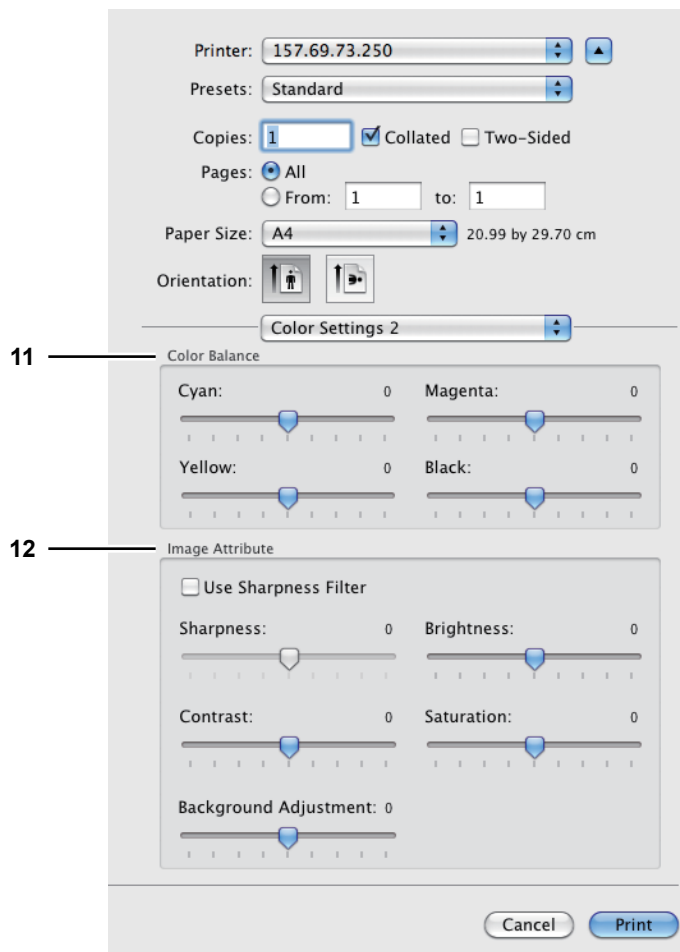 Printer: 157.69.73.250
Presets: Standard
Copies: 1 Collated Two-Sided
Pages: All
From: 1 to: 1
Paper Size: A4 20.99 by 29.70 cm
Orientation:
Color Settings 2
11 Color Balance
Cyan: 0 Magenta: 0
Yellow: 0 Black: 0
12 Image Attribute
Use Sharpness Filter
Sharpness: 0 Brightness: 0
Contrast: 0 Saturation: 0
Background Adjustment: 0
Cancel Print